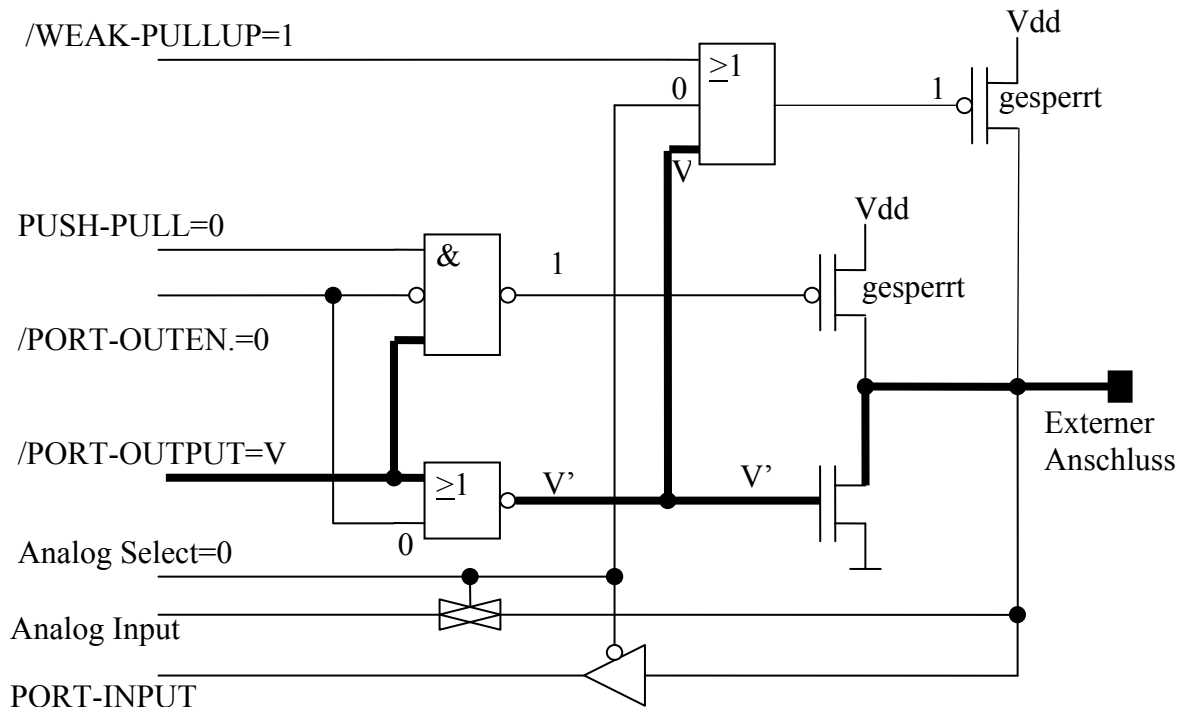 Vdd
/WEAK-PULLUP=1
≥1
0
1
gesperrt
V
PUSH-PULL=0
Vdd
&
1
gesperrt
/PORT-OUTEN.=0
Externer
Anschluss
/PORT-OUTPUT=V
≥1
V’
V’
0
Analog Select=0
Analog Input
PORT-INPUT